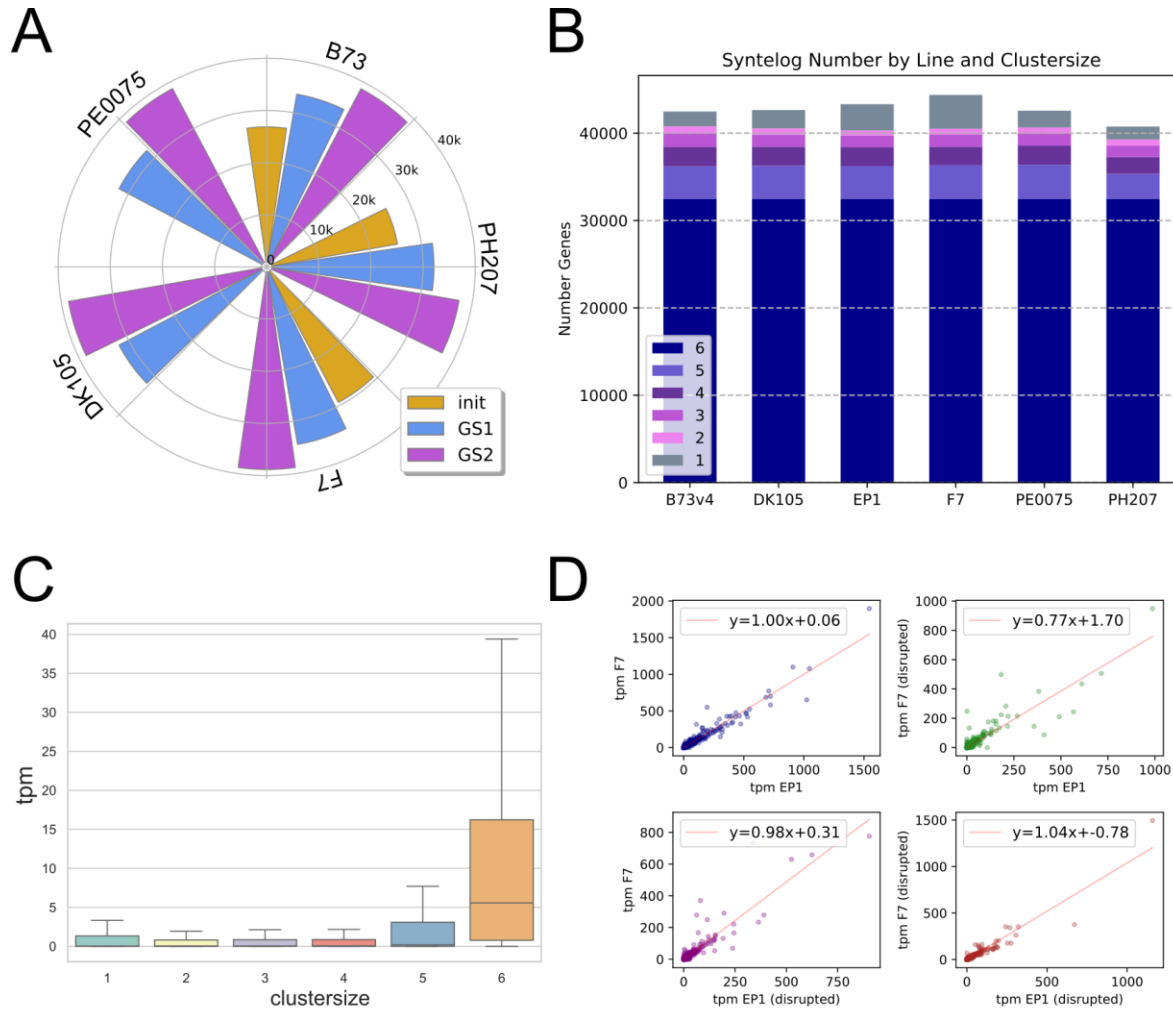 A
B73
PE0075
40k
30k
20k
10k
0
PH207
DK105
F7
init
GS1
GS2
B
Syntelog Number by Line and Clustersize
Number Genes
40000
30000
20000
10000
0
6
5
4
3
2
1
B73v4 DK105 EP1 F7 PE0075 PH207
C
tpm
40
35
30
25
20
15
10
5
0
1 2 3 4 5 6
clustersize
D
y=1.00x+0.06
tpm F7
2000
1500
1000
500
0
0 500 1000 1500
tpm EP1
y=0.77x+1.70
tpm F7 (disrupted)
1000
800
600
400
200
0
0 250 500 750 1000
tpm EP1
y=0.98x+0.31
tpm F7
800
600
400
200
0
0 250 500 750
tpm EP1 (disrupted)
y=1.04x+-0.78
tpm F7 (disrupted)
1500
1000
500
0
0 500 1000
tpm EP1 (disrupted)